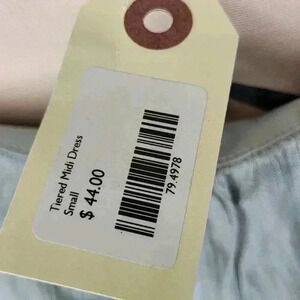 Tiered Midi Dress
Small
$ 44.00
79.4978